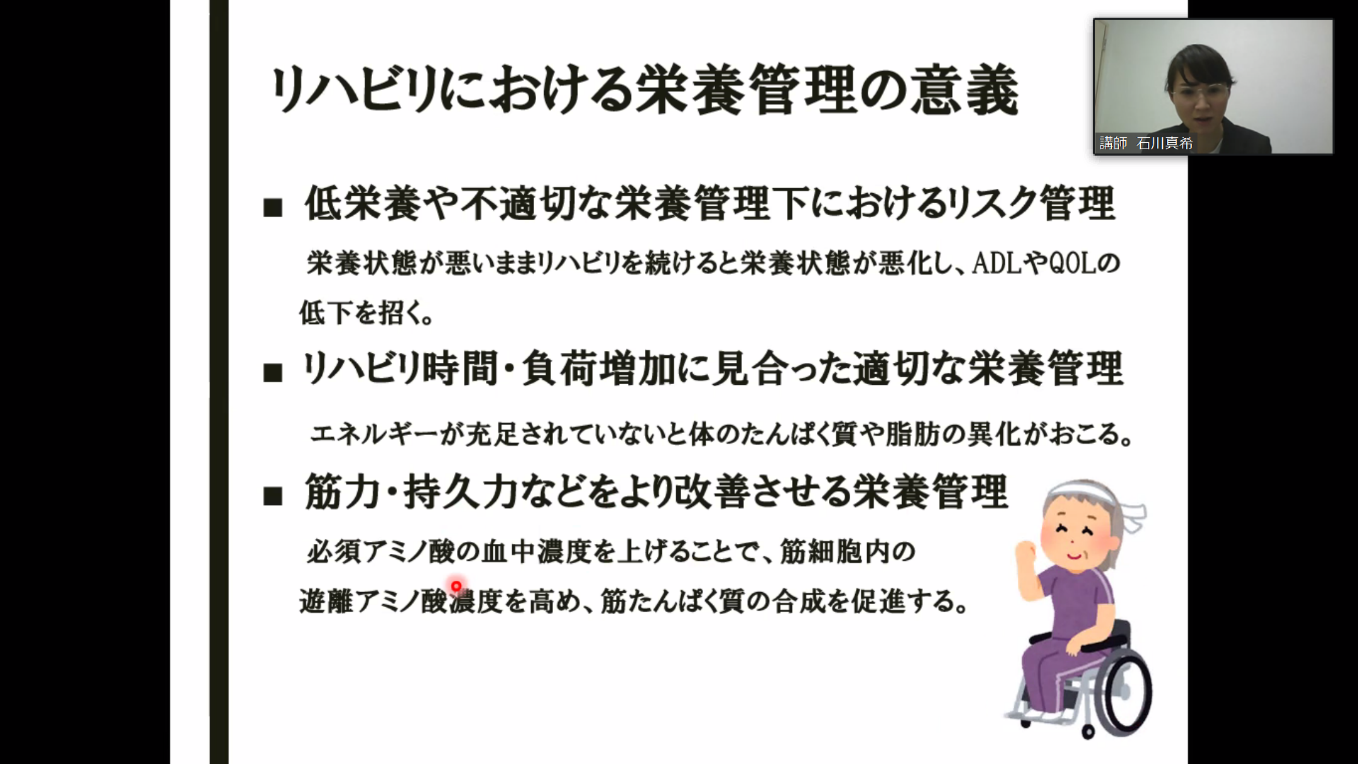 リハビリにおける栄養管理の意義
講師 石川真希
■ 低栄養や不適切な栄養管理下におけるリスク管理
栄養状態が悪いままリハビリを続けると栄養状態が悪化し、ADLやQOLの
低下を招く。
■ リハビリ時間・負荷増加に見合った適切な栄養管理
エネルギーが充足されていないと体のたんぱく質や脂肪の異化がおこる。
■ 筋力・持久力などをより改善させる栄養管理
必須アミノ酸の血中濃度を上げることで、筋細胞内の
遊離アミノ酸濃度を高め、筋たんぱく質の合成を促進する。